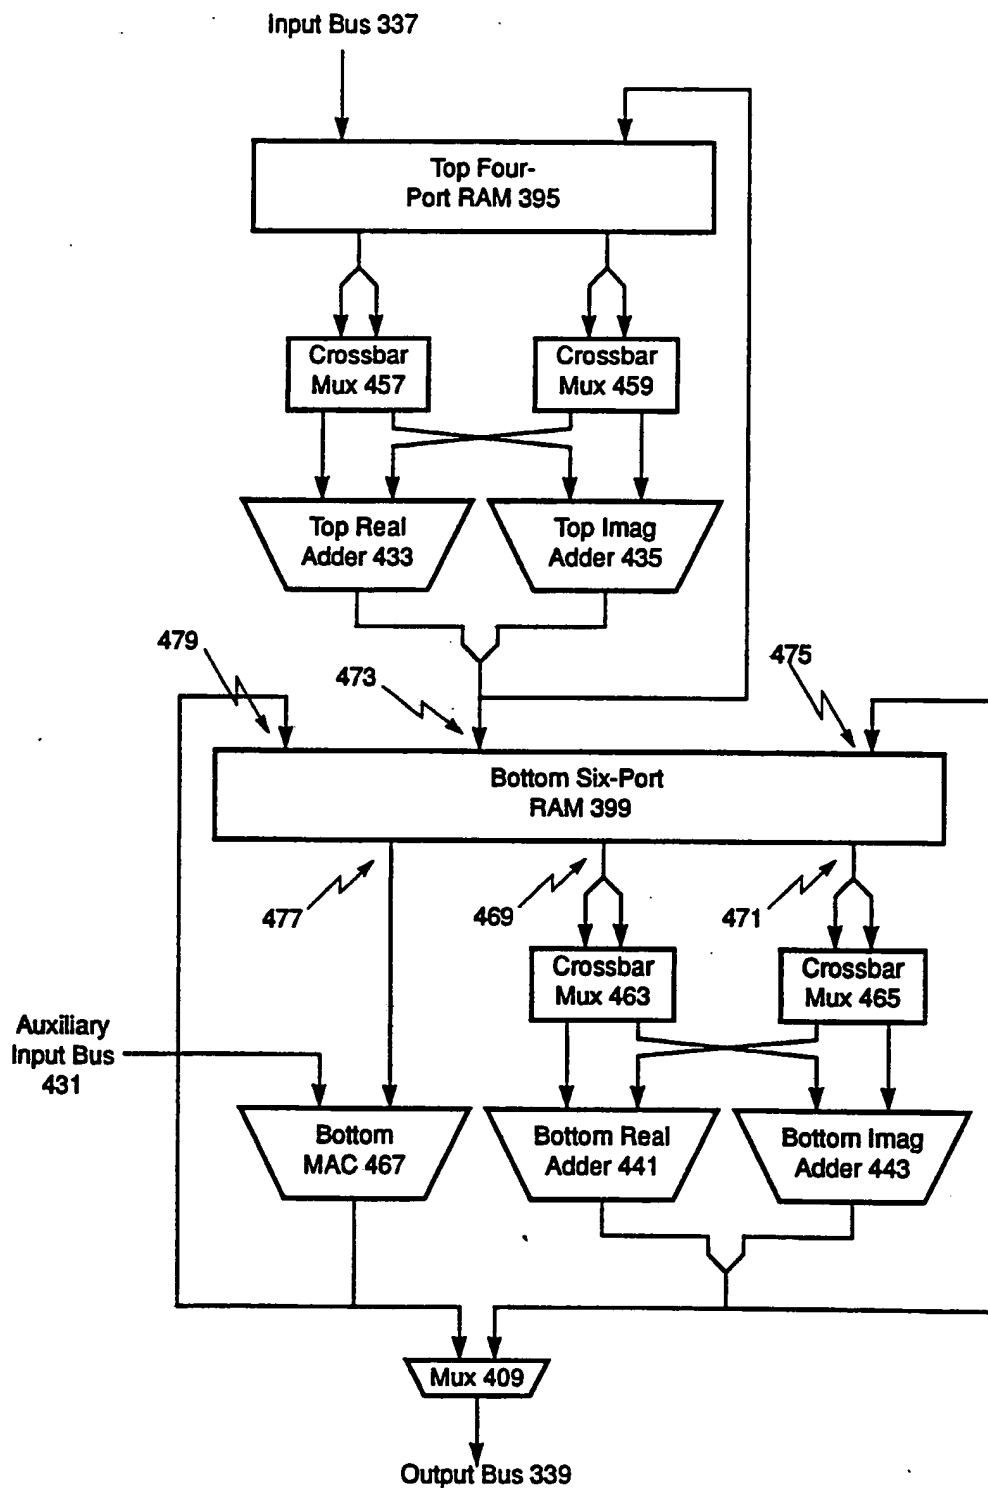 Input Bus 337
Top Four-
Port RAM 395
Crossbar
Mux 457
Crossbar
Mux 459
Top Real
Adder 433
Top Imag
Adder 435
479
473
475
Bottom Six-Port
RAM 399
477
469
471
Crossbar
Mux 463
Crossbar
Mux 465
Auxiliary
Input Bus
431
Bottom
MAC 467
Bottom Real
Adder 441
Bottom Imag
Adder 443
Mux 409
Output Bus 339